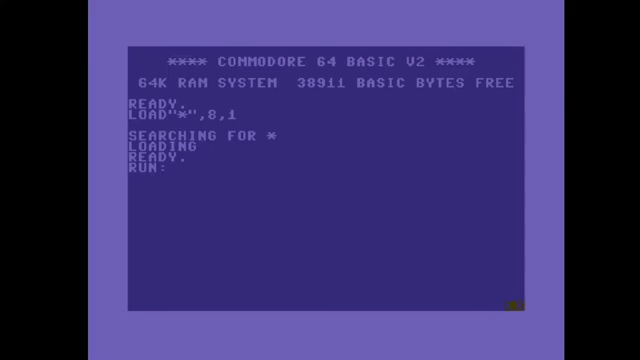 **** COMMODORE 64 BASIC V2 ****
64K RAM SYSTEM 38911 BASIC BYTES FREE
READY.
LOAD"*",8,1
SEARCHING FOR *
LOADING
READY.
RUN: